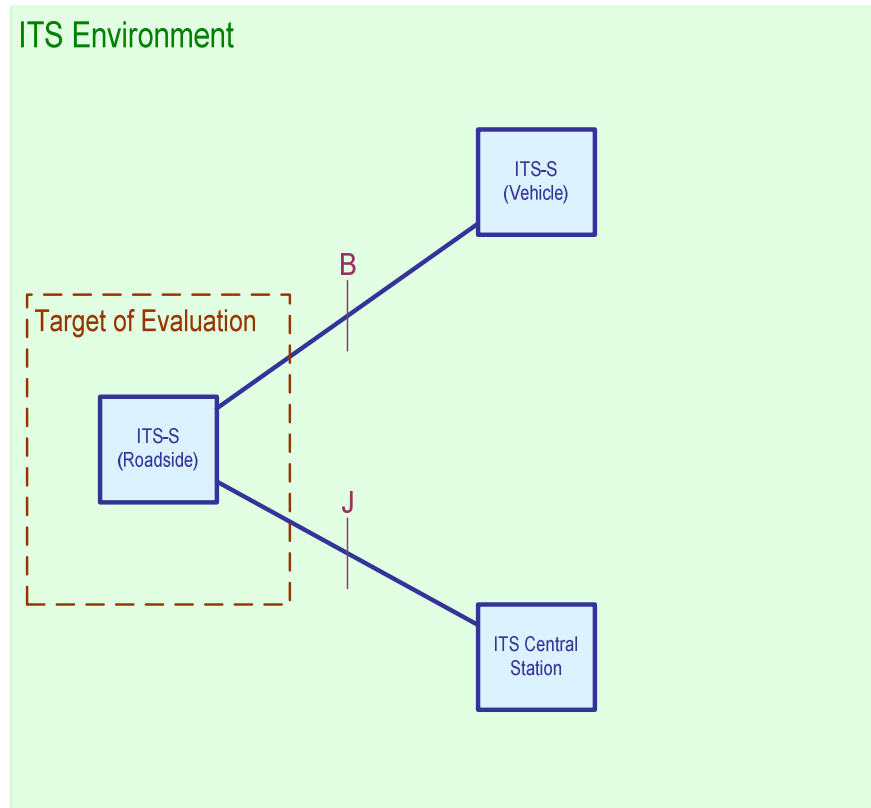 ITS Environment
ITS-S
(Vehicle)
B
Target of Evaluation
ITS-S
(Roadside)
J
ITS Central
Station